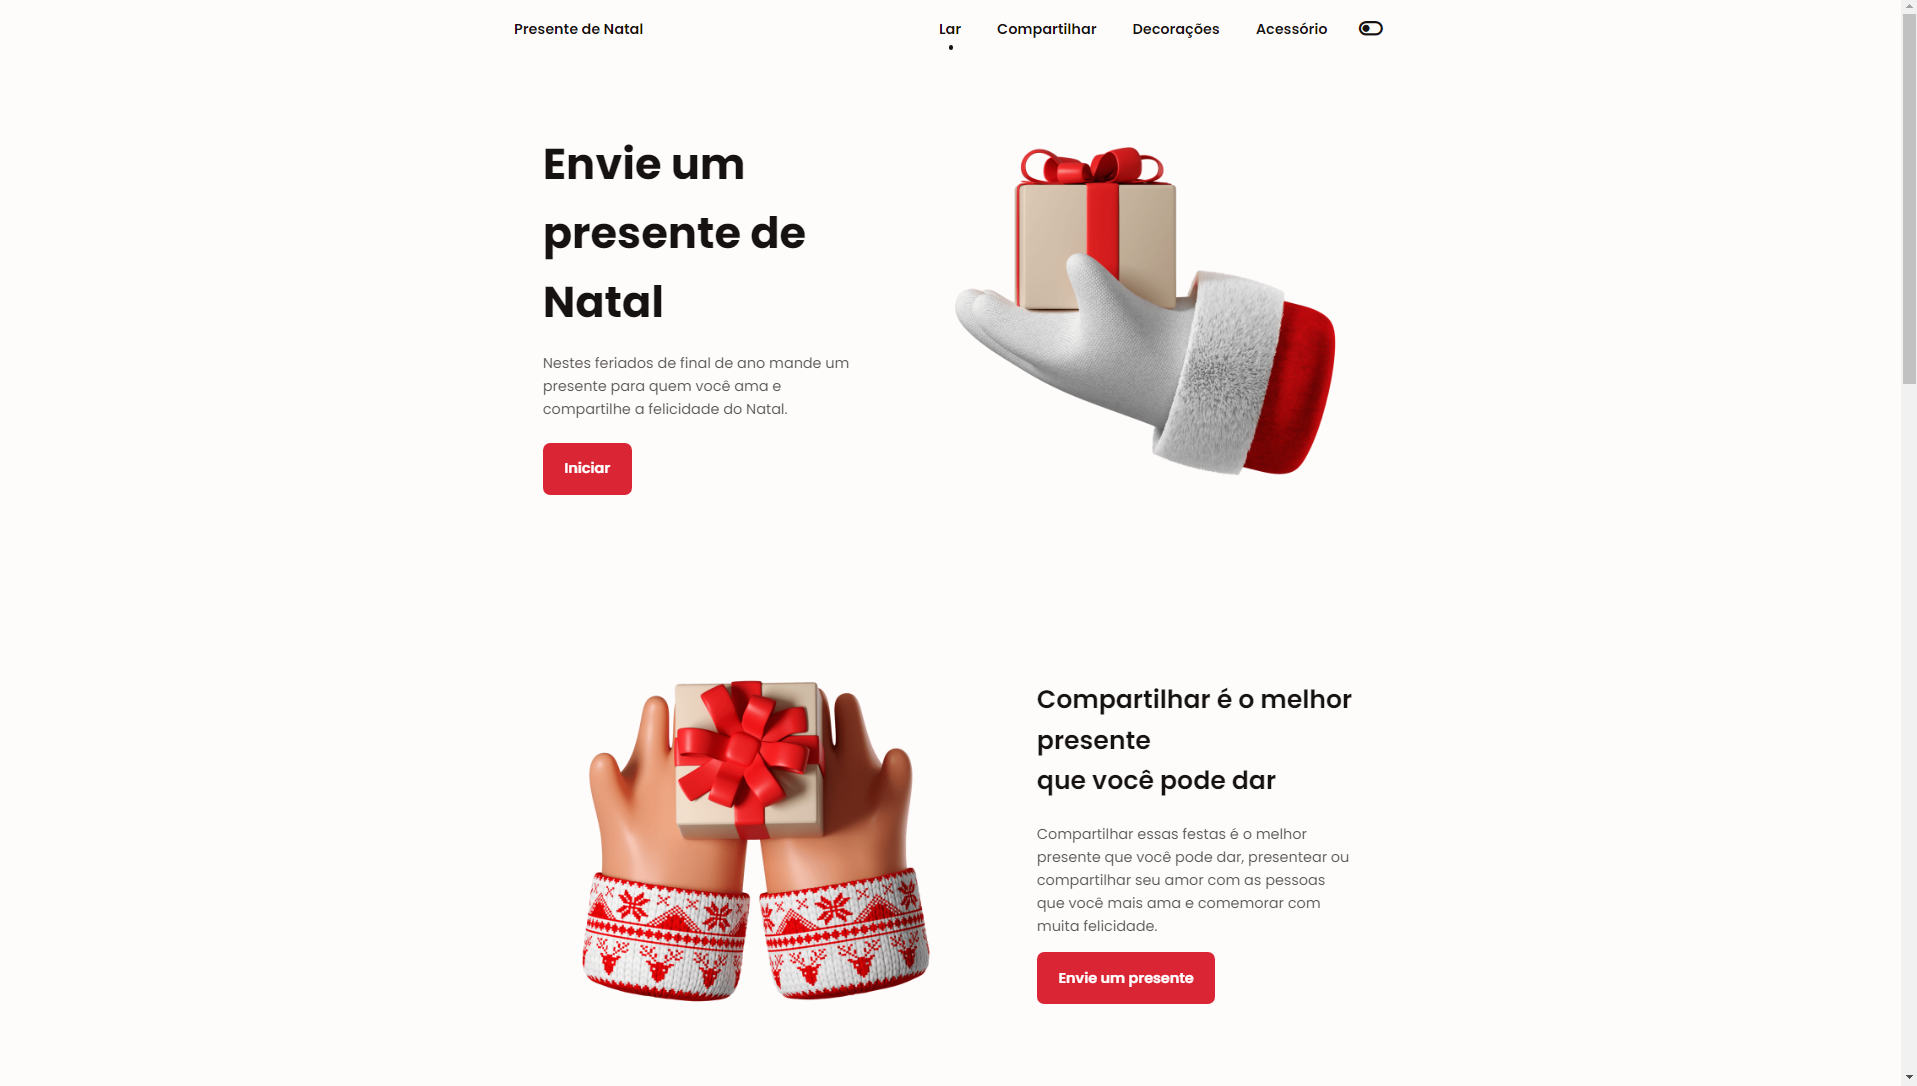 Presente de Natal
Lar
Compartilhar
Decorações
Acessório
Envie um
presente de
Natal
Nestes feriados de final de ano mande um
presente para quem você ama e
compartilhe a felicidade do Natal.
Iniciar
Compartilhar é o melhor
presente
que você pode dar
Compartilhar essas festas é o melhor
presente que você pode dar, presentear ou
compartilhar seu amor com as pessoas
que você mais ama e comemorar com
muita felicidade.
Envie um presente